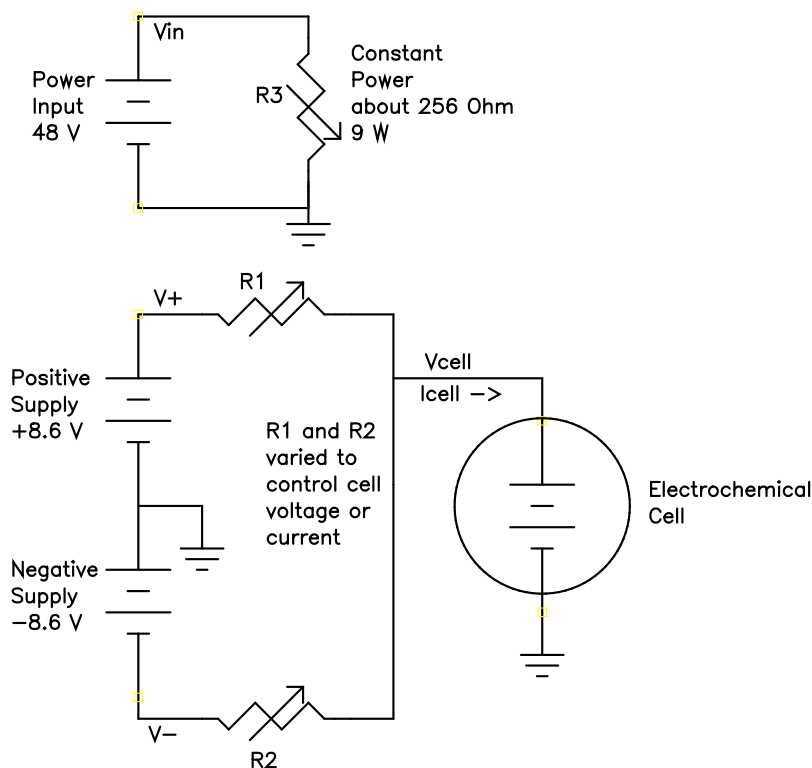 Vin
Power
Input
48 V
R3
Constant
Power
about 256 Ohm
9 W
R1
V+
Positive
Supply
+8.6 V
Vcell
Icell ->
R1 and R2
varied to
control cell
voltage or
current
Electrochemical
Cell
Negative
Supply
-8.6 V
V-
R2